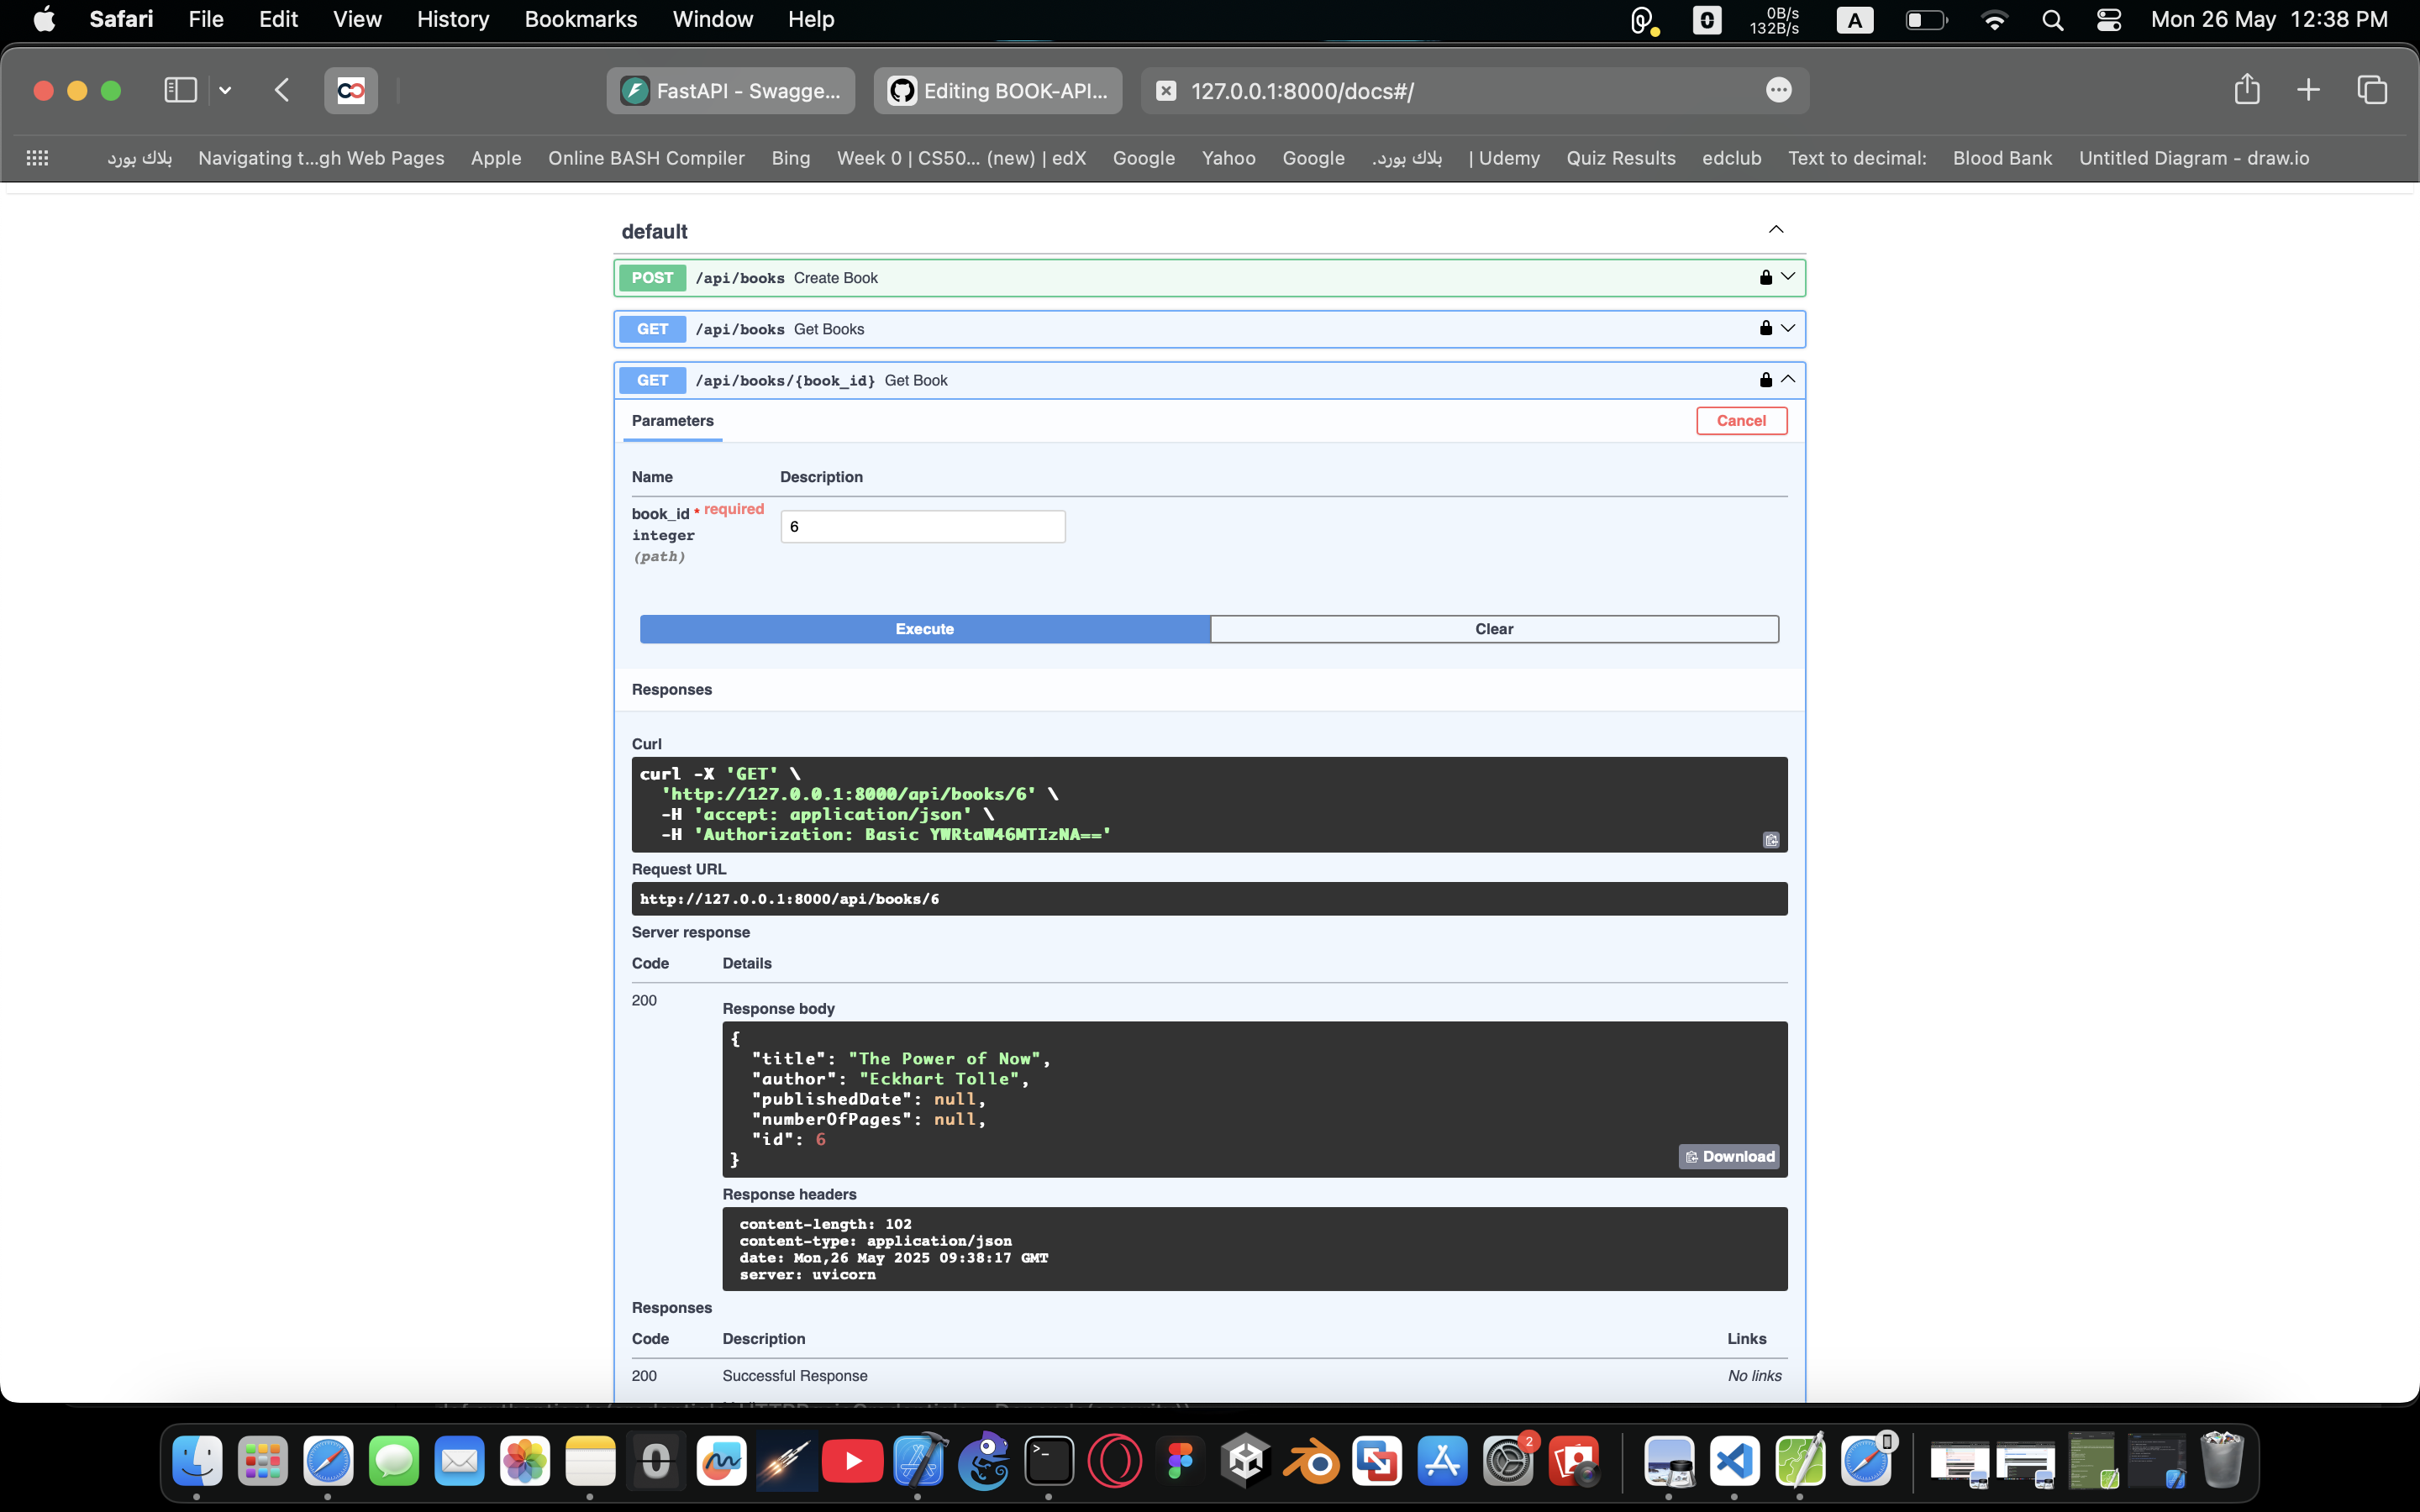 Safari File Edit View History Bookmarks Window Help
0B/s
132B/s
A
Mon 26 May 12:38 PM
FastAPI - Swagge...
Editing BOOK-API...
127.0.0.1:8000/docs#/
بلاك بورد
Navigating t...gh Web Pages
Apple
Online BASH Compiler
Bing
Week 0 | CS50... (new) | edX
Google
Yahoo
Google
بلاك بورد.
| Udemy
Quiz Results
edclub
Text to decimal:
Blood Bank
Untitled Diagram - draw.io
default
POST /api/books Create Book
GET /api/books Get Books
GET /api/books/{book_id} Get Book
Parameters
Cancel
Name Description
book_id * required
integer
(path)
6
Execute Clear
Responses
Curl
curl -X 'GET' \
'http://127.0.0.1:8000/api/books/6' \
-H 'accept: application/json' \
-H 'Authorization: Basic YWRtaW46MTIzNA=='
Request URL
http://127.0.0.1:8000/api/books/6
Server response
Code Details
200
Response body
{
"title": "The Power of Now",
"author": "Eckhart Tolle",
"publishedDate": null,
"numberOfPages": null,
"id": 6
}
Download
Response headers
content-length: 102
content-type: application/json
date: Mon,26 May 2025 09:38:17 GMT
server: uvicorn
Responses
Code Description Links
200 Successful Response No links
2